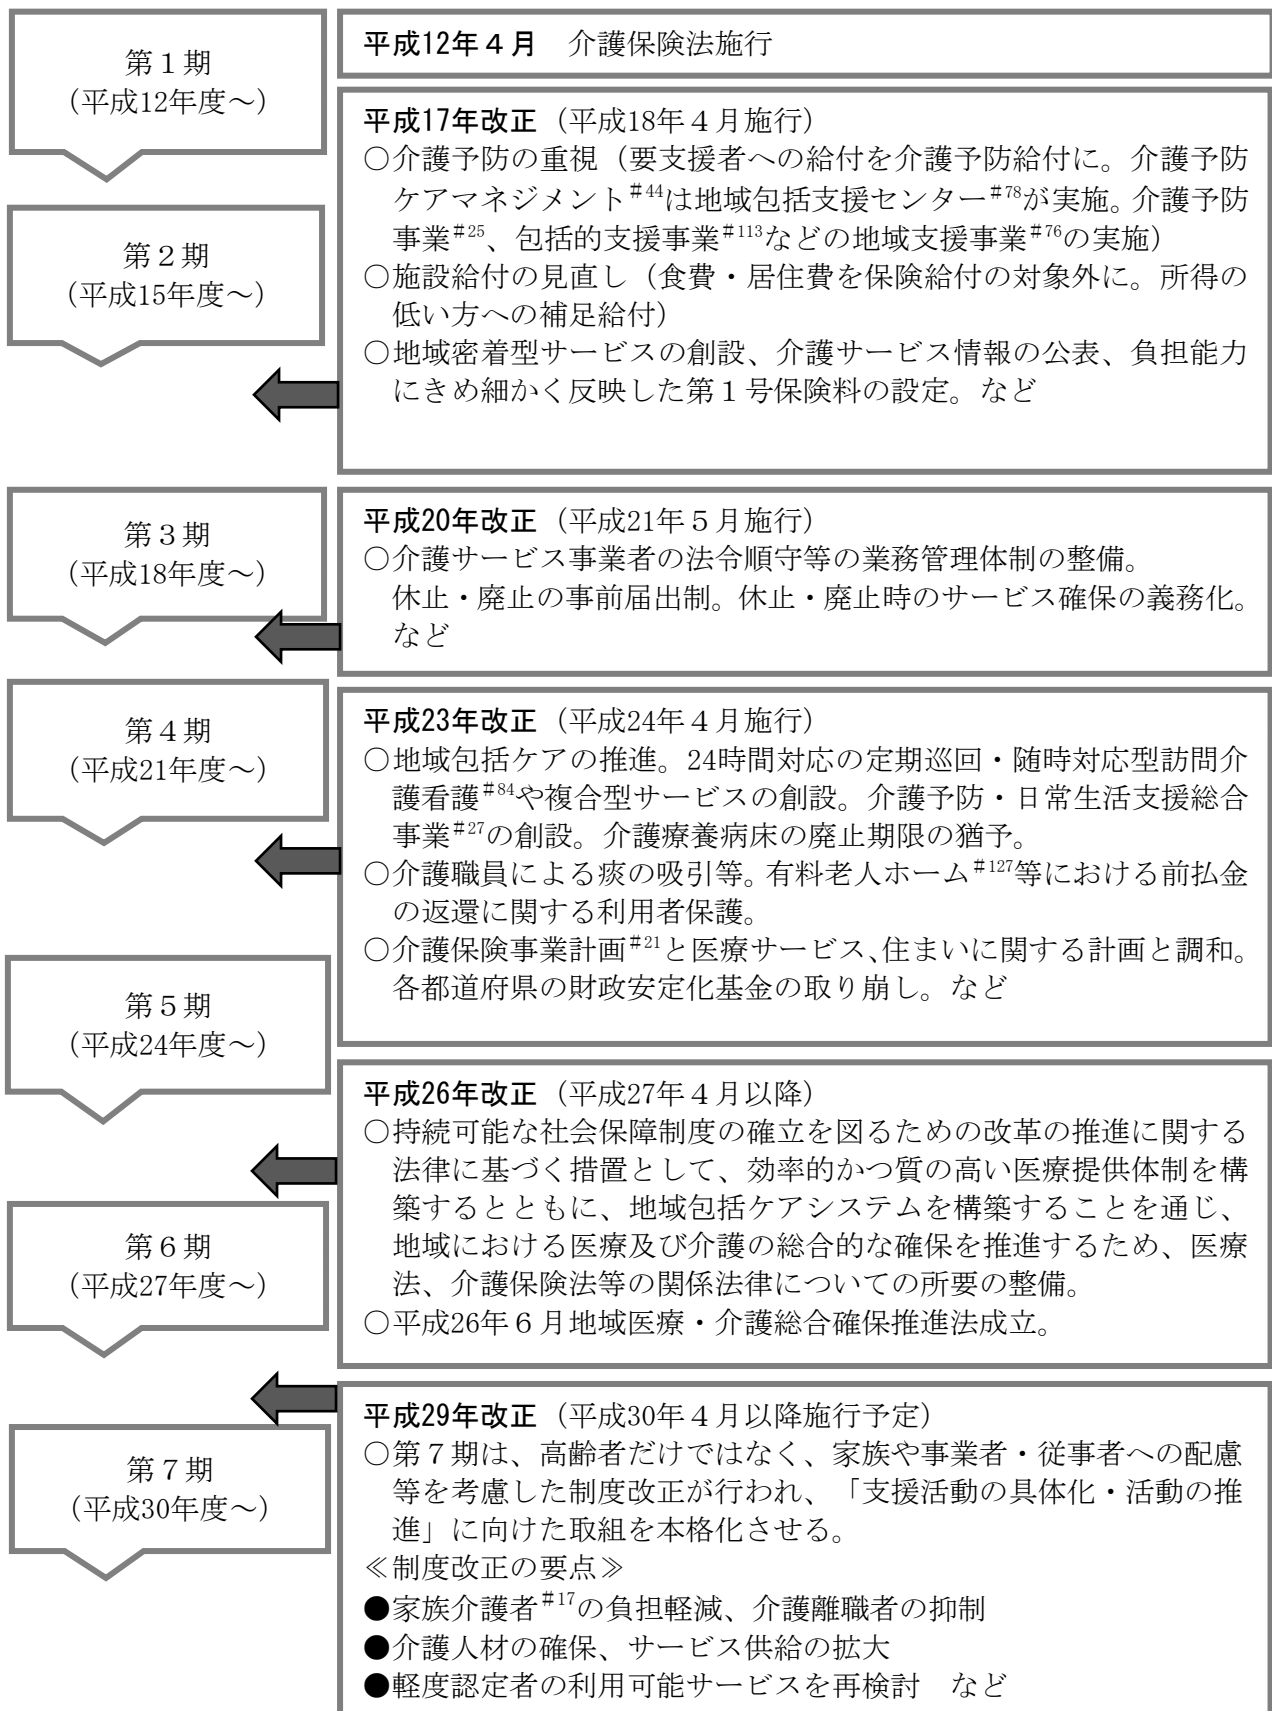 第１期
（平成12年度～）
平成12年４月　介護保険法施行
平成17年改正（平成18年４月施行）
○介護予防の重視（要支援者への給付を介護予防給付に。介護予防
ケアマネジメント#44は地域包括支援センター#78が実施。介護予防
事業#25、包括的支援事業#113などの地域支援事業#76の実施）
○施設給付の見直し（食費・居住費を保険給付の対象外に。所得の
低い方への補足給付）
○地域密着型サービスの創設、介護サービス情報の公表、負担能力
にきめ細かく反映した第１号保険料の設定。など
第２期
（平成15年度～）
第３期
（平成18年度～）
平成20年改正（平成21年５月施行）
○介護サービス事業者の法令順守等の業務管理体制の整備。
休止・廃止の事前届出制。休止・廃止時のサービス確保の義務化。
など
第４期
（平成21年度～）
平成23年改正（平成24年４月施行）
○地域包括ケアの推進。24時間対応の定期巡回・随時対応型訪問介
護看護#84や複合型サービスの創設。介護予防・日常生活支援総合
事業#27の創設。介護療養病床の廃止期限の猶予。
○介護職員による痰の吸引等。有料老人ホーム#127等における前払金
の返還に関する利用者保護。
○介護保険事業計画#21と医療サービス、住まいに関する計画と調和。
各都道府県の財政安定化基金の取り崩し。など
第５期
（平成24年度～）
平成26年改正（平成27年４月以降）
○持続可能な社会保障制度の確立を図るための改革の推進に関する
法律に基づく措置として、効率的かつ質の高い医療提供体制を構
築するとともに、地域包括ケアシステムを構築することを通じ、
地域における医療及び介護の総合的な確保を推進するため、医療
法、介護保険法等の関係法律についての所要の整備。
○平成26年６月地域医療・介護総合確保推進法成立。
第６期
（平成27年度～）
第７期
（平成30年度～）
平成29年改正（平成30年４月以降施行予定）
○第７期は、高齢者だけではなく、家族や事業者・従事者への配慮
等を考慮した制度改正が行われ、「支援活動の具体化・活動の推
進」に向けた取組を本格化させる。
≪制度改正の要点≫
●家族介護者#17の負担軽減、介護離職者の抑制
●介護人材の確保、サービス供給の拡大
●軽度認定者の利用可能サービスを再検討　など